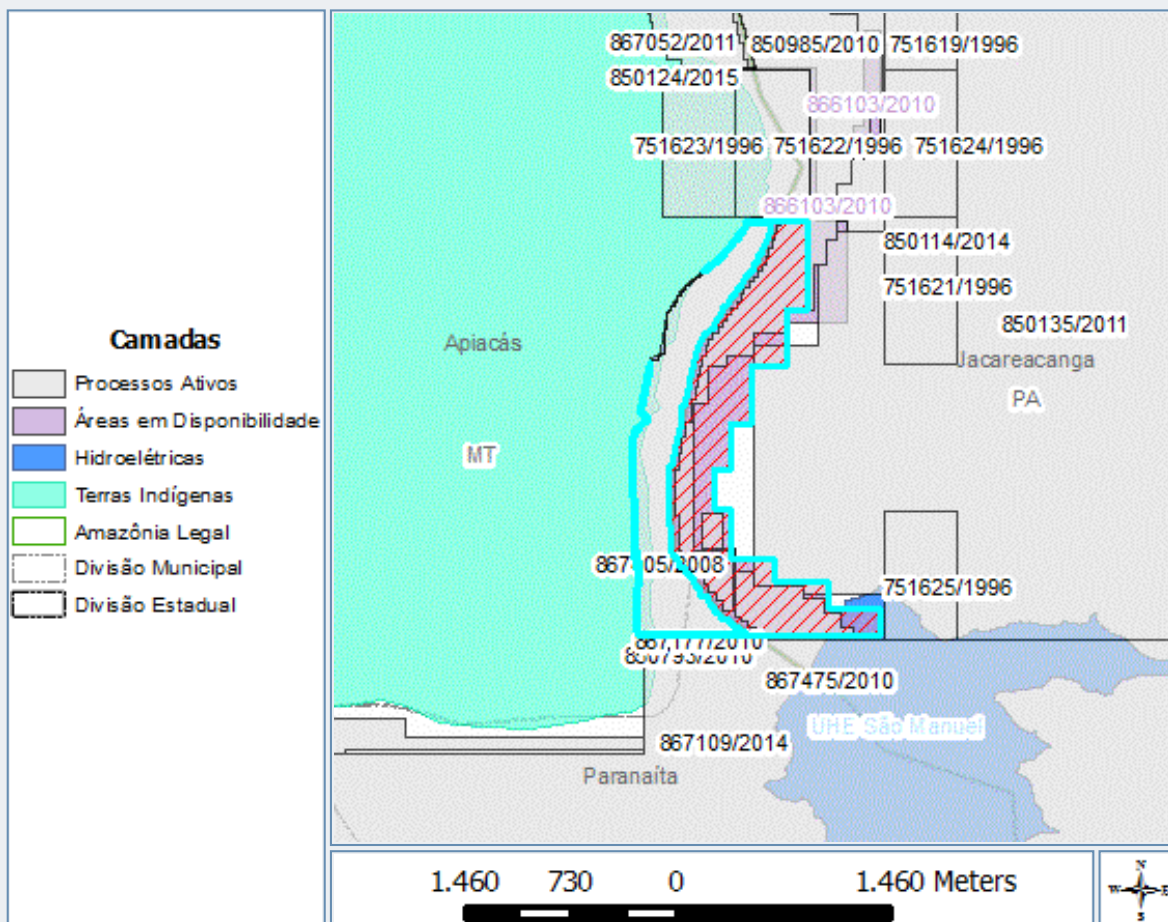 Camadas
Processos Ativos
Áreas em Disponibilidade
Hidroelétricas
Terras Indígenas
Amazônia Legal
Divisão Municipal
Divisão Estadual
867052/2011 850985/2010 751619/1996
850124/2015
866103/2010
751623/1996 751622/1996 751624/1996
866103/2010
850114/2014
751621/1996
850135/2011
Apiacás
Jacareacanga
PA
MT
751625/1996
867475/2010
UHE São Manuel
867109/2014
Paranaíta
1.460 730 0 1.460 Meters
N
W E
S